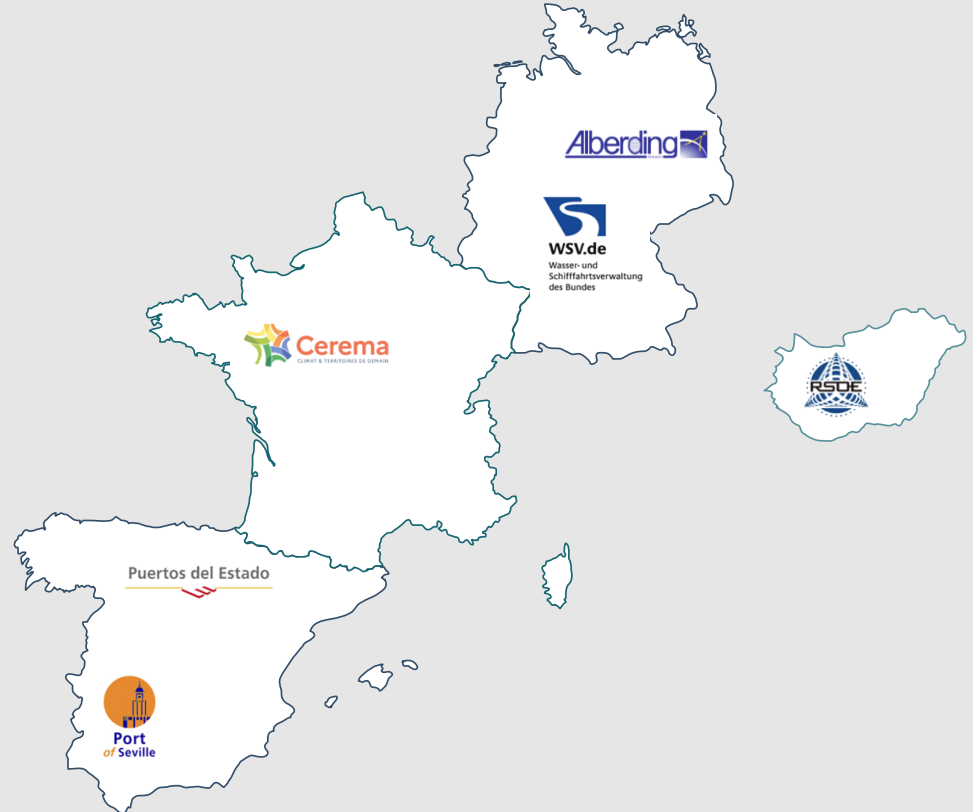 Alberding
WSV.de
Wasser- und
Schifffahrtsverwaltung
des Bundes
Cerema
CLIMAT & TERRITOIRES DE DEMAIN
RSOE
Puertos del Estado
Port
of Seville